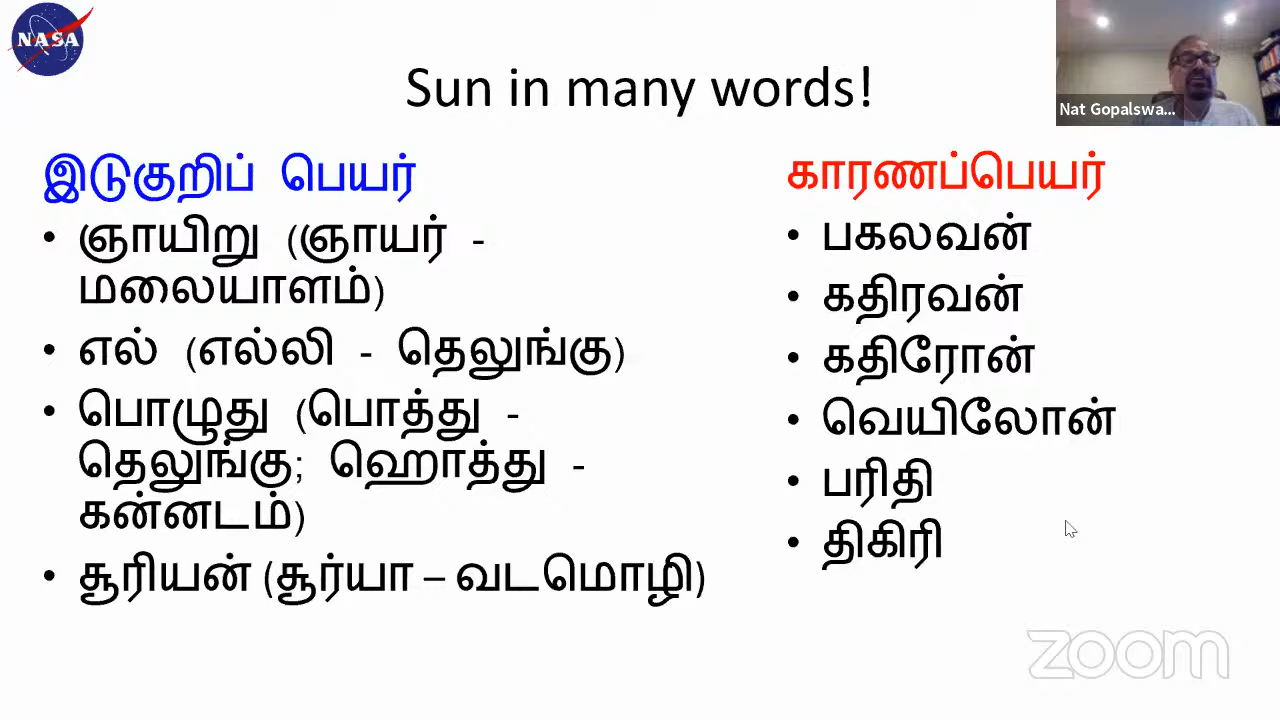 NASA
Sun in many words!
Nat Gopalswa...
இடுகுறிப் பெயர்
• ஞாயிறு (ஞாயர் -
மலையாளம்)
• எல் (எல்லி - தெலுங்கு)
• பொழுது (பொத்து -
தெலுங்கு; ஹொத்து -
கன்னடம்)
• சூரியன் (சூர்யா – வடமொழி)
காரணப்பெயர்
• பகலவன்
• கதிரவன்
• கதிரோன்
• வெயிலோன்
• பரிதி
• திகிரி
zoom